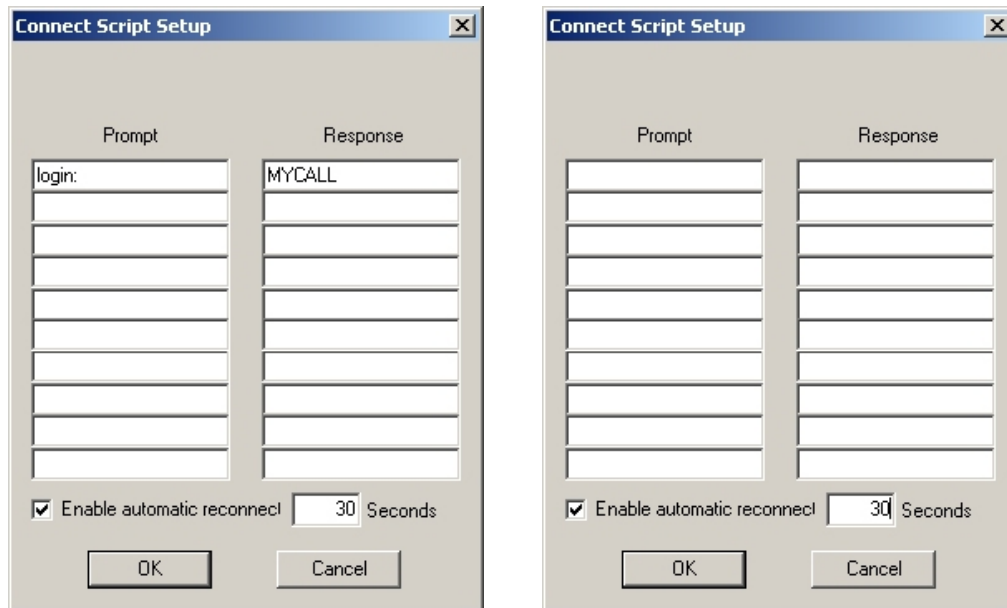 Connect Script Setup
Prompt Response
login: MYCALL
Enable automatic reconnect 30 Seconds
OK Cancel
Connect Script Setup
Prompt Response
Enable automatic reconnect 30 Seconds
OK Cancel